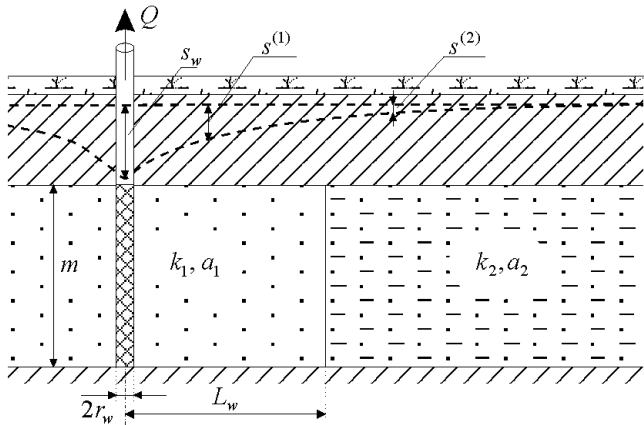 Q
s_w
s^(1)
s^(2)
m
k_1, a_1
k_2, a_2
2r_w
L_w